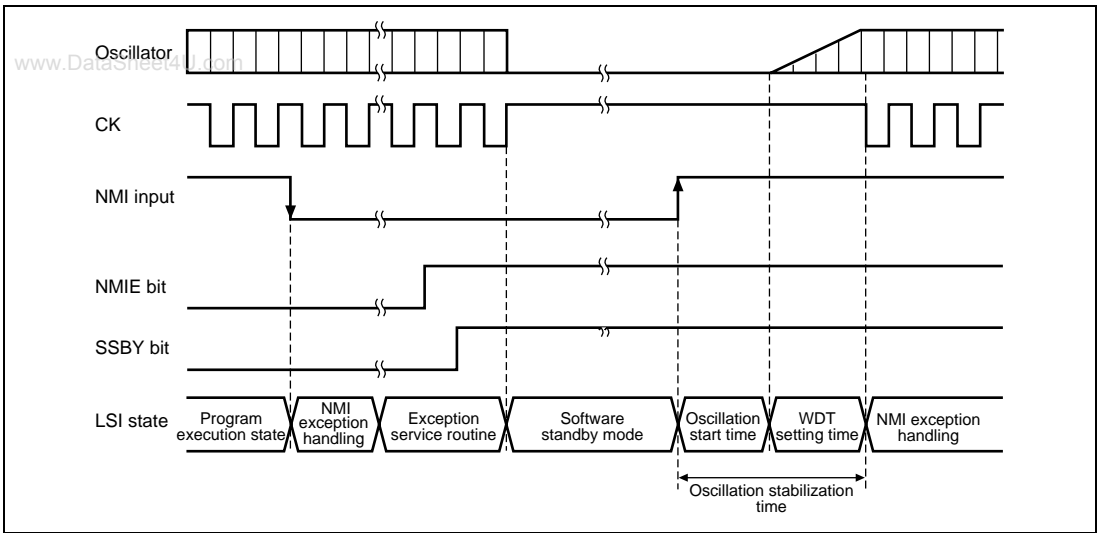 Oscillator
www.DataSheet4U.com
CK
NMI input
NMIE bit
SSBY bit
LSI state
Program
execution state
NMI
exception
handling
Exception
service routine
Software
standby mode
Oscillation
start time
WDT
setting time
NMI exception
handling
Oscillation stabilization
time